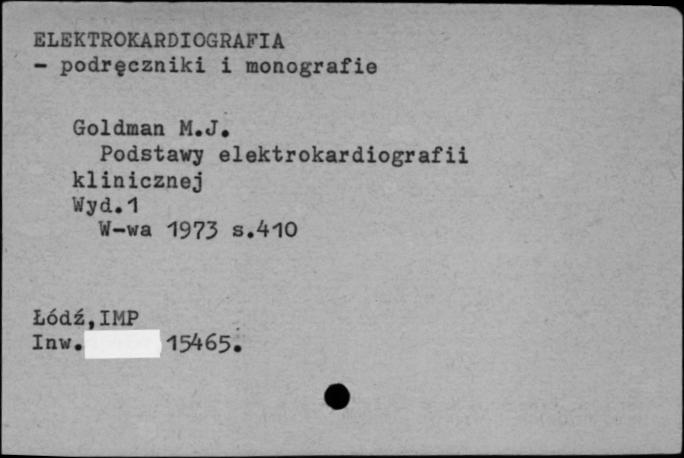 ELEKTROKARDIOGRAFIA
- podręczniki i monografie
Goldman M.J.
Podstawy elektrokardiografii
klinicznej
Wyd.1
W-wa 1973 s.410
Łódź,IMP
Inw. 15465.